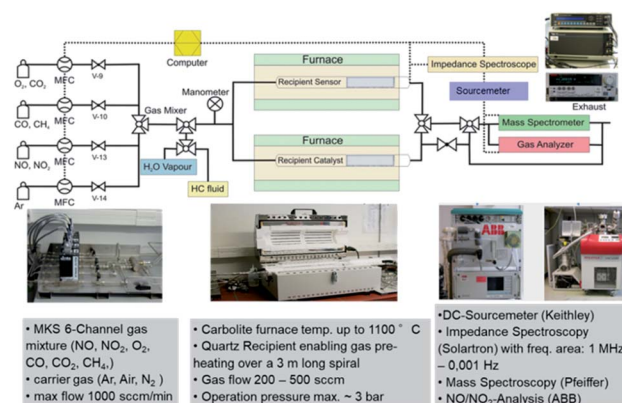 Computer
O₂, CO₂
MFC
V-9
CO, CH₄
MFC
V-10
NO, NO₂
MFC
V-13
Ar
MFC
V-14
Gas Mixer
Manometer
H₂O Vapour
HC fluid
Furnace
Recipient Sensor
Furnace
Recipient Catalyst
Impedance Spectroscope
Sourcemeter
Exhaust
Mass Spectrometer
Gas Analyzer
ABB
• MKS 6-Channel gas
mixture (NO, NO₂, O₂,
CO, CO₂, CH₄,)
• carrier gas (Ar, Air, N₂ )
• max flow 1000 sccm/min
• Carbolite furnace temp. up to 1100 ° C
• Quartz Recipient enabling gas pre-
heating over a 3 m long spiral
• Gas flow 200 – 500 sccm
• Operation pressure max. ~ 3 bar
•DC-Sourcemeter (Keithley)
• Impedance Spectroscopy
(Solartron) with freq. area: 1 MHz
– 0,001 Hz
• Mass Spectroscopy (Pfeiffer)
• NO/NO₂-Analysis (ABB)